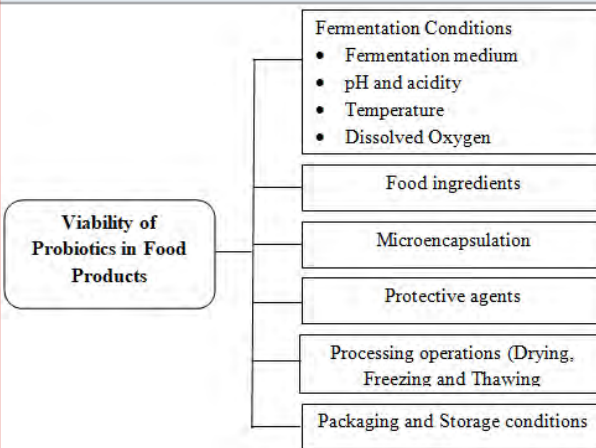 Fermentation Conditions
• Fermentation medium
• pH and acidity
• Temperature
• Dissolved Oxygen
Food ingredients
Viability of
Probiotics in Food
Products
Microencapsulation
Protective agents
Processing operations (Drying,
Freezing and Thawing
Packaging and Storage conditions